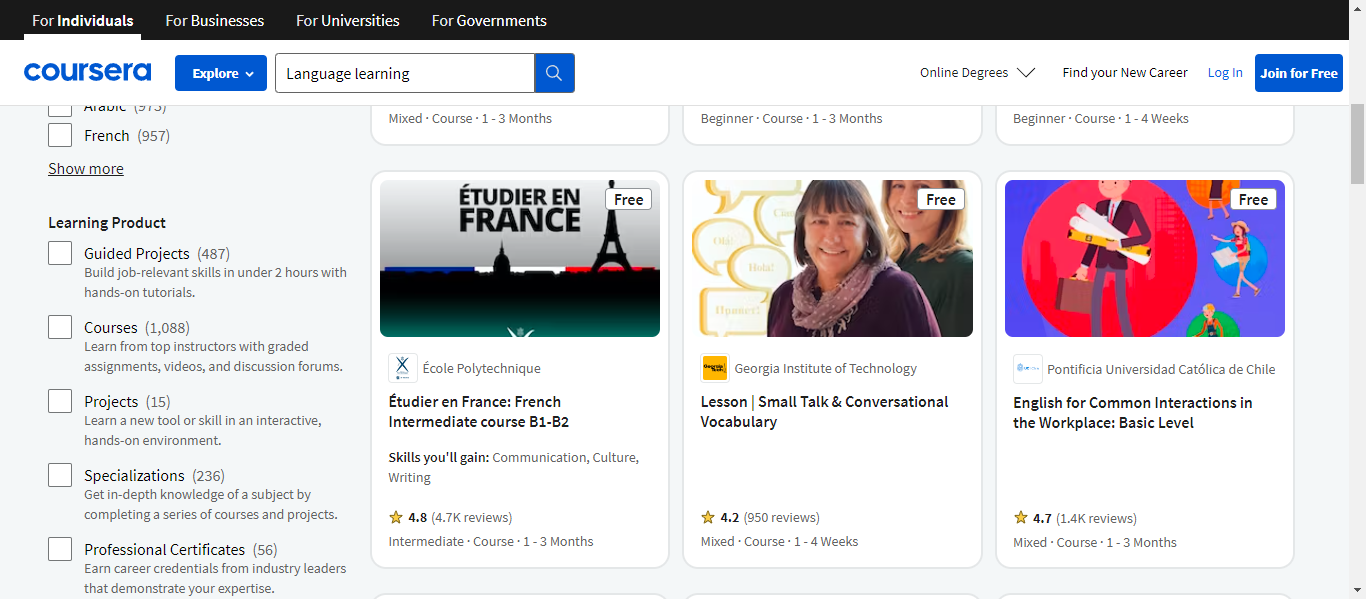 For Individuals
For Businesses
For Universities
For Governments
coursera
Explore
Language learning
Online Degrees
Find your New Career
Log In
Join for Free
Arabic (973)
French (957)
Show more
Learning Product
Guided Projects (487)
Build job-relevant skills in under 2 hours with
hands-on tutorials.
Courses (1,088)
Learn from top instructors with graded
assignments, videos, and discussion forums.
Projects (15)
Learn a new tool or skill in an interactive,
hands-on environment.
Specializations (236)
Get in-depth knowledge of a subject by
completing a series of courses and projects.
Professional Certificates (56)
Earn career credentials from industry leaders
that demonstrate your expertise.
Mixed · Course · 1 - 3 Months
Beginner · Course · 1 - 3 Months
Beginner · Course · 1 - 4 Weeks
ÉTUDIER EN
FRANCE
Free
École Polytechnique
Étudier en France: French
Intermediate course B1-B2
Skills you'll gain: Communication, Culture,
Writing
4.8 (4.7K reviews)
Intermediate · Course · 1 - 3 Months
Free
Ciao!
Olá!
Hola!
Привет!
Georgia Tech
Georgia Institute of Technology
Lesson | Small Talk & Conversational
Vocabulary
4.2 (950 reviews)
Mixed · Course · 1 - 4 Weeks
Free
Pontificia Universidad Católica de Chile
English for Common Interactions in
the Workplace: Basic Level
4.7 (1.4K reviews)
Mixed · Course · 1 - 3 Months